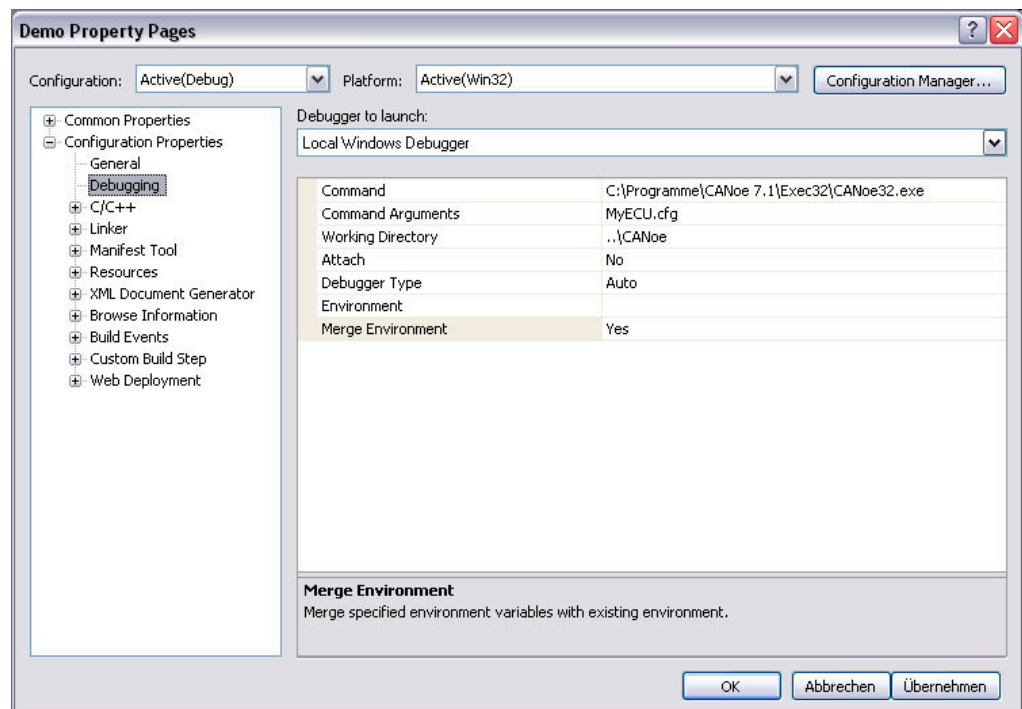 Demo Property Pages
Configuration: Active(Debug) Platform: Active(Win32) Configuration Manager...
Common Properties
Configuration Properties
General
Debugging
C/C++
Linker
Manifest Tool
Resources
XML Document Generator
Browse Information
Build Events
Custom Build Step
Web Deployment
Debugger to launch:
Local Windows Debugger
Command C:\Programme\CANoe 7.1\Exec32\CANoe32.exe
Command Arguments MyECU.cfg
Working Directory ..\CANoe
Attach No
Debugger Type Auto
Environment
Merge Environment Yes
Merge Environment
Merge specified environment variables with existing environment.
OK Abbrechen Übernehmen